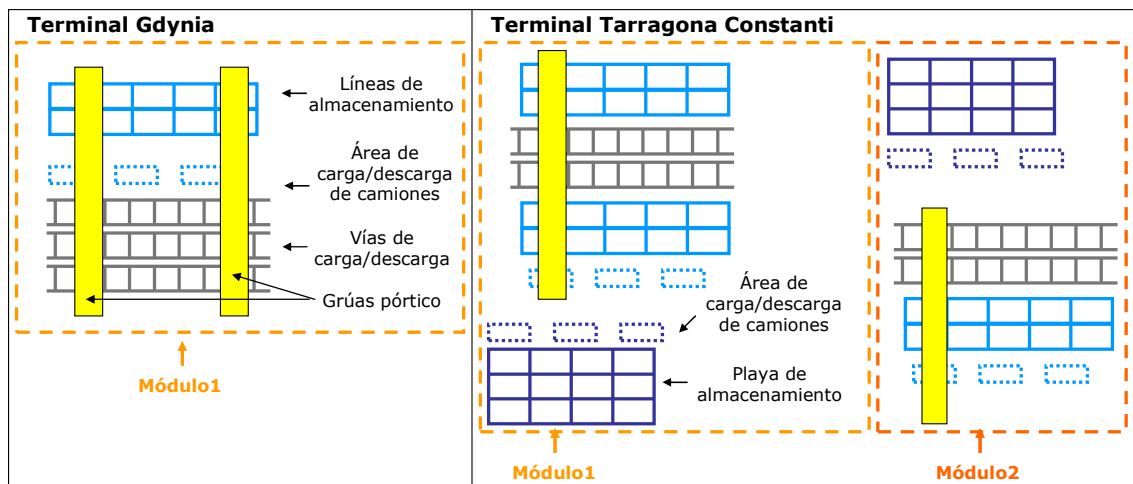 Terminal Gdynia
Líneas de
almacenamiento
Área de
carga/descarga
de camiones
Vías de
carga/descarga
Grúas pórtico
Módulo1
Terminal Tarragona Constanti
Área de
carga/descarga
de camiones
Playa de
almacenamiento
Módulo1
Módulo2